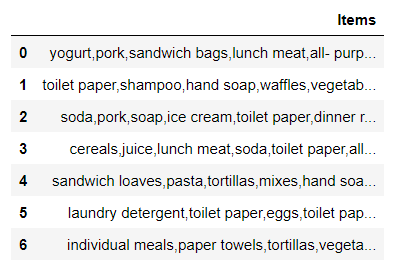 Items
0 yogurt,pork,sandwich bags,lunch meat,all- purp...
1 toilet paper,shampoo,hand soap,waffles,vegetab...
2 soda,pork,soap,ice cream,toilet paper,dinner r...
3 cereals,juice,lunch meat,soda,toilet paper,all...
4 sandwich loaves,pasta,tortillas,mixes,hand soa...
5 laundry detergent,toilet paper,eggs,toilet pap...
6 individual meals,paper towels,tortillas,vegeta...